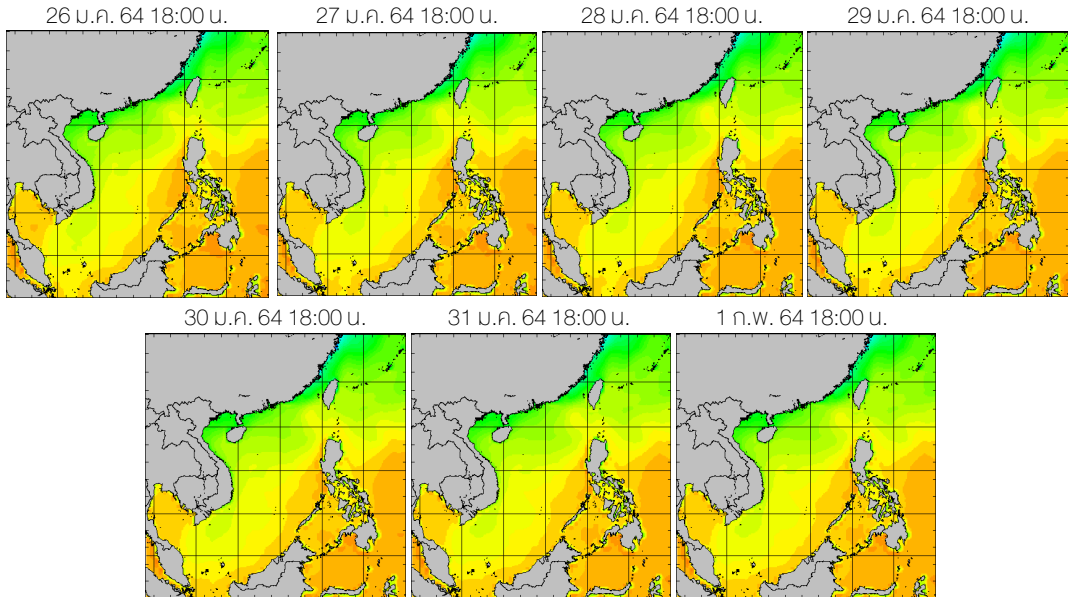 26 ม.ค. 64 18:00 น.
27 ม.ค. 64 18:00 น.
28 ม.ค. 64 18:00 น.
29 ม.ค. 64 18:00 น.
30 ม.ค. 64 18:00 น.
31 ม.ค. 64 18:00 น.
1 ก.พ. 64 18:00 น.